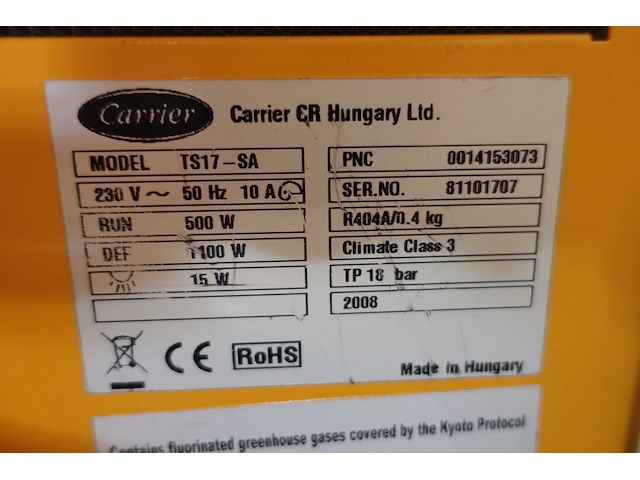 Carrier
Carrier CR Hungary Ltd.
MODEL TS17-SA
PNC 0014153073
230 V ~ 50 Hz 10 A
SER.NO. 81101707
RUN 500 W
R404A/0.4 kg
DEF 1100 W
Climate Class 3
15 W
TP 18 bar
2008
CE RoHS
Made in Hungary
Contains fluorinated greenhouse gases covered by the Kyoto Protocol